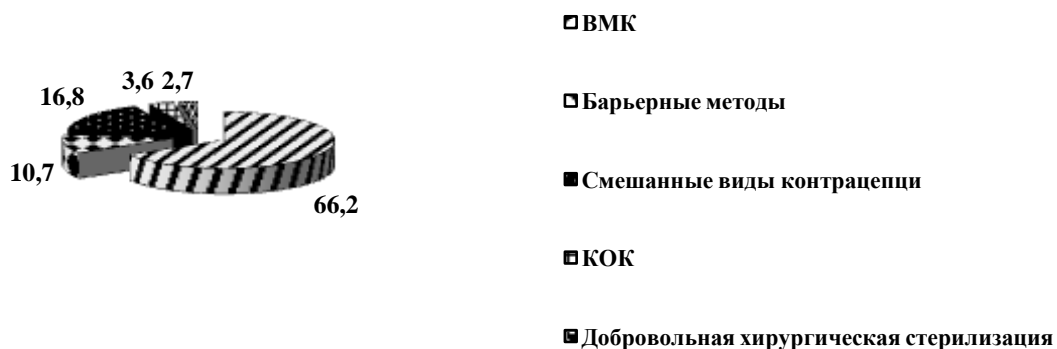 ВМК
3,6 2,7
16,8
Барьерные методы
10,7
Смешанные виды контрацепци
66,2
КОК
Добровольная хирургическая стерилизация